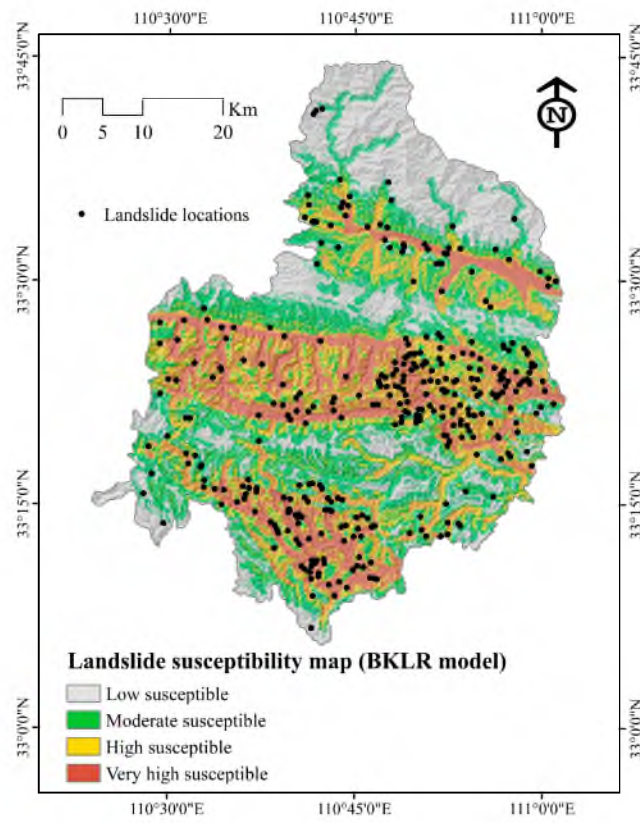 110°30'0"E 110°45'0"E 111°0'0"E
33°45'0"N
33°45'0"N
Km
0 5 10 20
N
Landslide locations
33°30'0"N
33°30'0"N
33°15'0"N
33°15'0"N
Landslide susceptibility map (BKLR model)
Low susceptible
Moderate susceptible
High susceptible
Very high susceptible
33°0'0"N
33°0'0"N
110°30'0"E 110°45'0"E 111°0'0"E